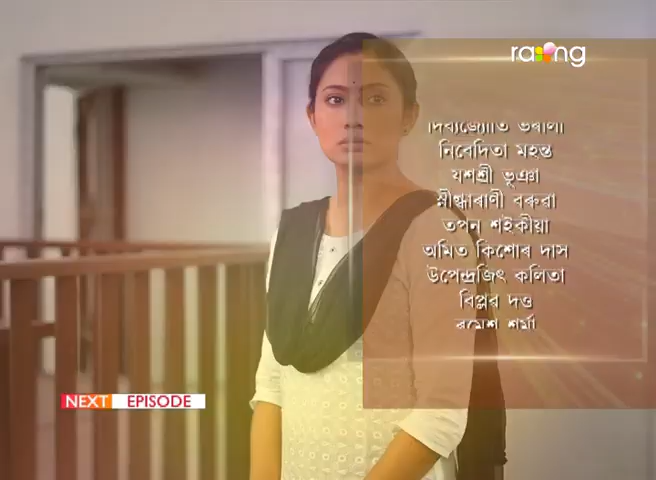 rang
দিব্যজ্যোতি ভৰালী
নিবেদিতা মহন্ত
যশশ্রী ভূঞা
স্নীগ্ধাৰাণী বৰুৱা
তপন শইকীয়া
অমিত কিশোৰ দাস
উপেন্দ্ৰজিৎ কলিতা
বিপ্লৱ দত্ত
ৰমেশ শৰ্মা
NEXT EPISODE